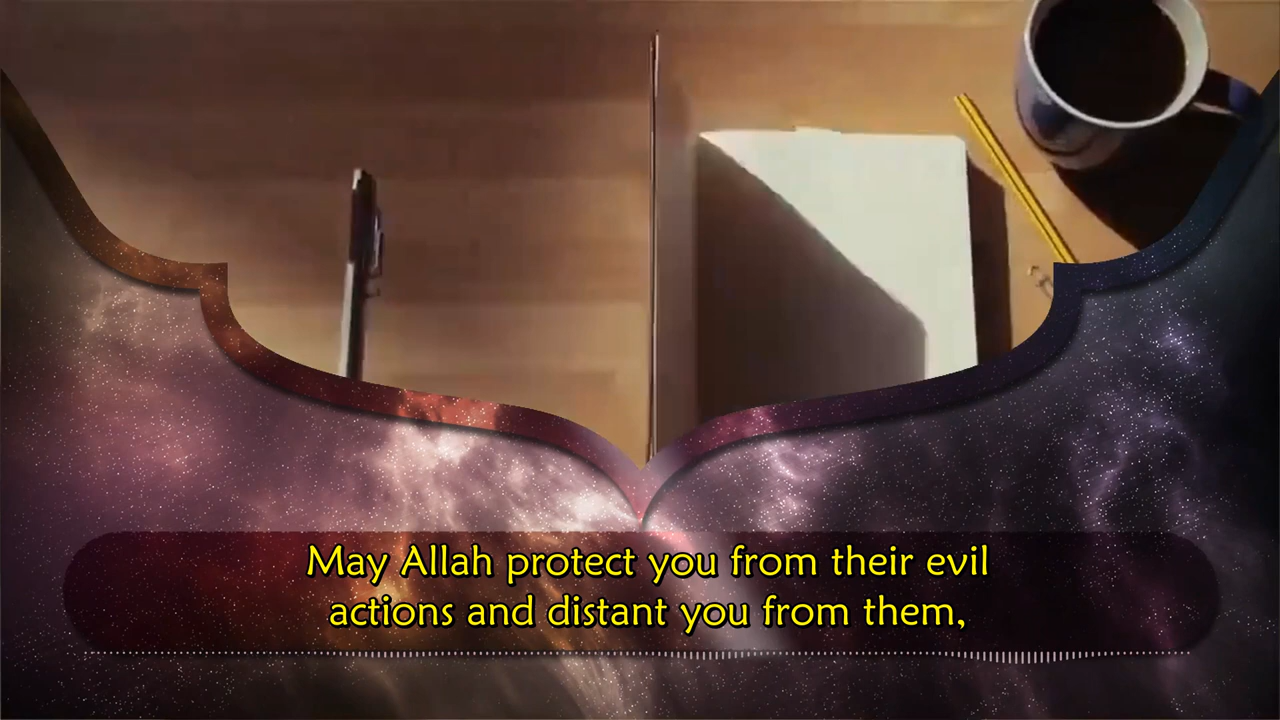 May Allah protect you from their evil
actions and distant you from them,